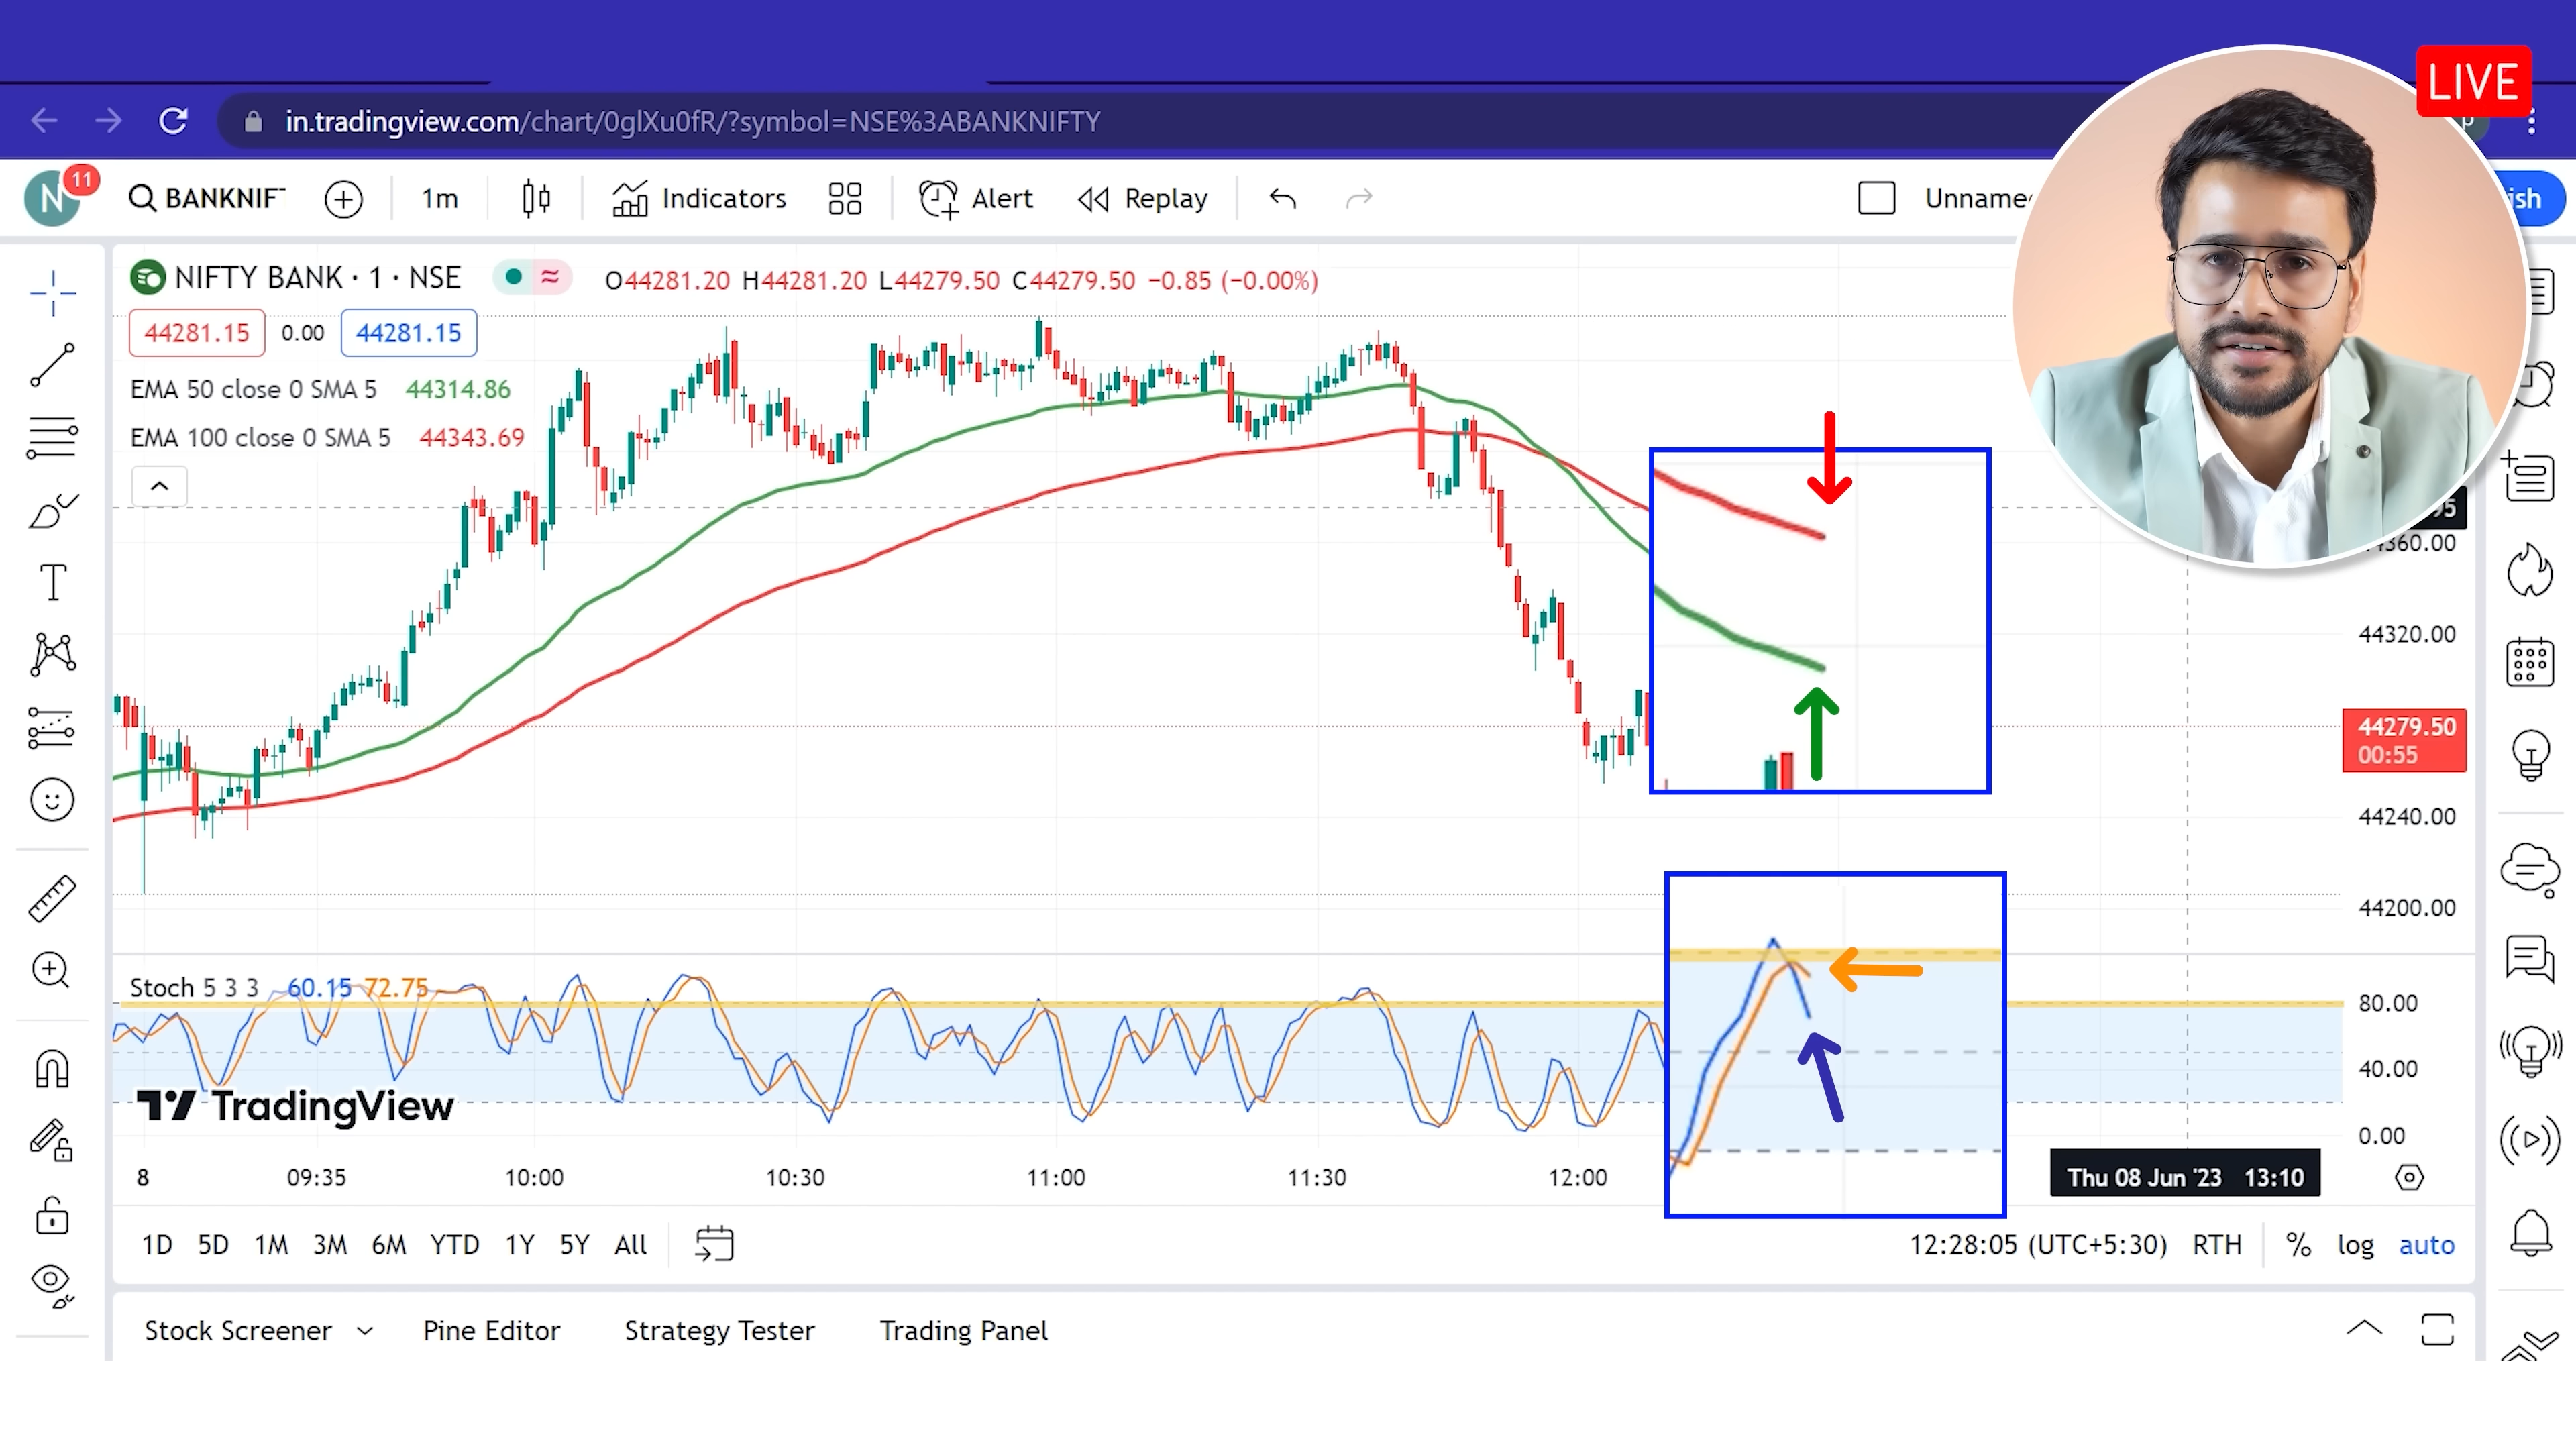 LIVE
in.tradingview.com/chart/0glXu0fR/?symbol=NSE%3ABANKNIFTY
p
N 11 BANKNIF 1m Indicators Alert Replay Unname ish
NIFTY BANK · 1 · NSE O44281.20 H44281.20 L44279.50 C44279.50 −0.85 (−0.00%)
44281.15 0.00 44281.15
EMA 50 close 0 SMA 5 44314.86
EMA 100 close 0 SMA 5 44343.69
44360.00
44320.00
44279.50
00:55
44240.00
44200.00
Stoch 5 3 3 60.15 72.75
80.00
40.00
0.00
TradingView
8 09:35 10:00 10:30 11:00 11:30 12:00 Thu 08 Jun '23 13:10
1D 5D 1M 3M 6M YTD 1Y 5Y All 12:28:05 (UTC+5:30) RTH % log auto
Stock Screener Pine Editor Strategy Tester Trading Panel